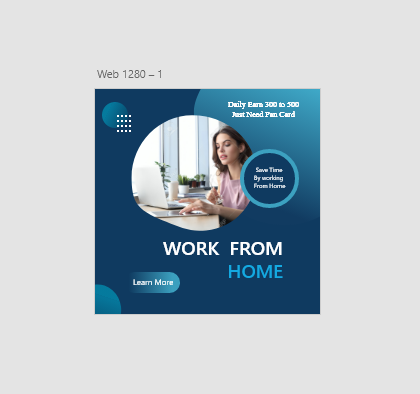 Web 1280 – 1
Daily Earn 300 to 500
Just Need Pan Card
Save Time
By working
From Home
WORK FROM
HOME
Learn More